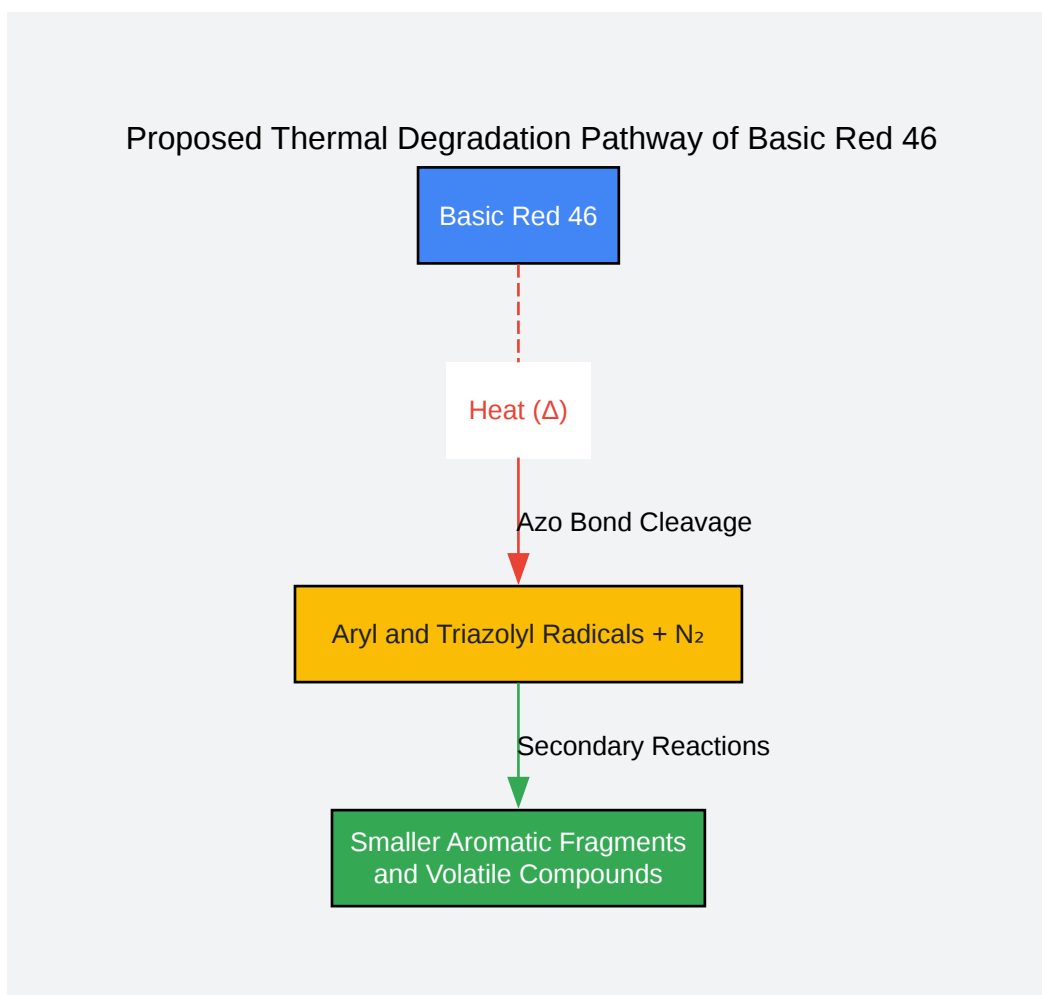 Proposed Thermal Degradation Pathway of Basic Red 46
Basic Red 46
Heat (Δ)
Azo Bond Cleavage
Aryl and Triazolyl Radicals + N₂
Secondary Reactions
Smaller Aromatic Fragments
and Volatile Compounds